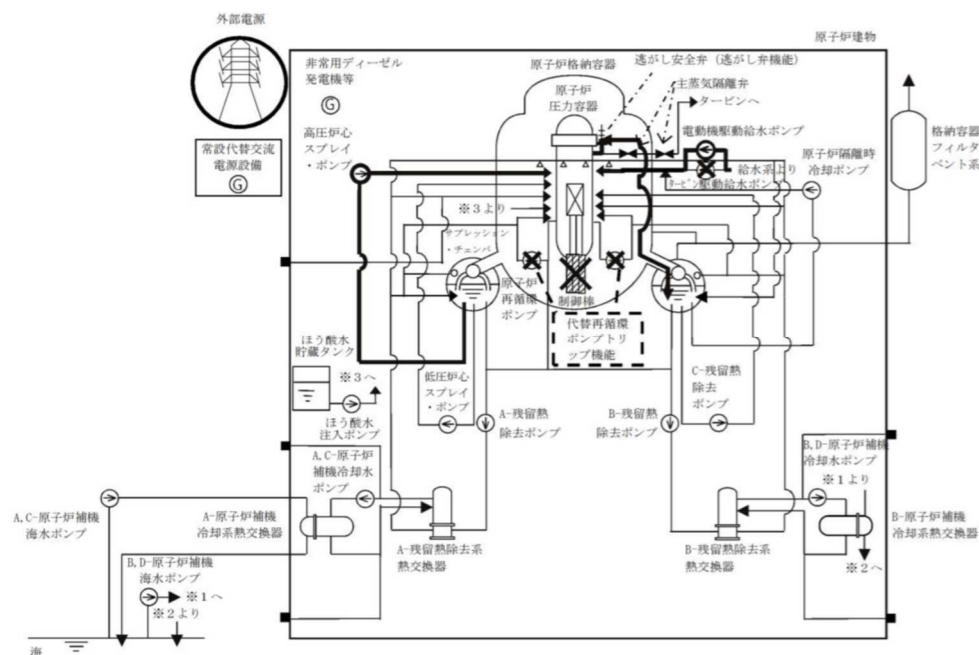 外部電源
原子炉建物
非常用ディーゼル
発電機等
G
原子炉格納容器
逃がし安全弁（逃がし弁機能）
原子炉
圧力容器
主蒸気隔離弁
タービンへ
常設代替交流
電源設備
G
高圧炉心
スプレイ
・ポンプ
電動機駆動給水ポンプ
給水系より
タービン駆動給水ポンプ
原子炉隔離時
冷却ポンプ
格納容器
フィルタ
ベント系
※3より
サプレッション
・チェンバ
原子炉
再循環
ポンプ
制御棒
代替再循環
ポンプトリ
ップ機能
ほう酸水
貯蔵タンク
※3へ
ほう酸水
注入ポンプ
低圧炉心
スプレイ
・ポンプ
A-残留熱
除去ポンプ
B-残留熱
除去ポンプ
C-残留熱
除去
ポンプ
A,C-原子炉
補機冷却水
ポンプ
B,D-原子炉補機
冷却水ポンプ
※1より
A,C-原子炉補機
海水ポンプ
A-原子炉補機
冷却系熱交換器
A-残留熱除去系
熱交換器
B-残留熱除去系
熱交換器
B-原子炉補機
冷却系熱交換器
※2へ
B,D-原子炉補機
海水ポンプ
※1へ
※2より
海